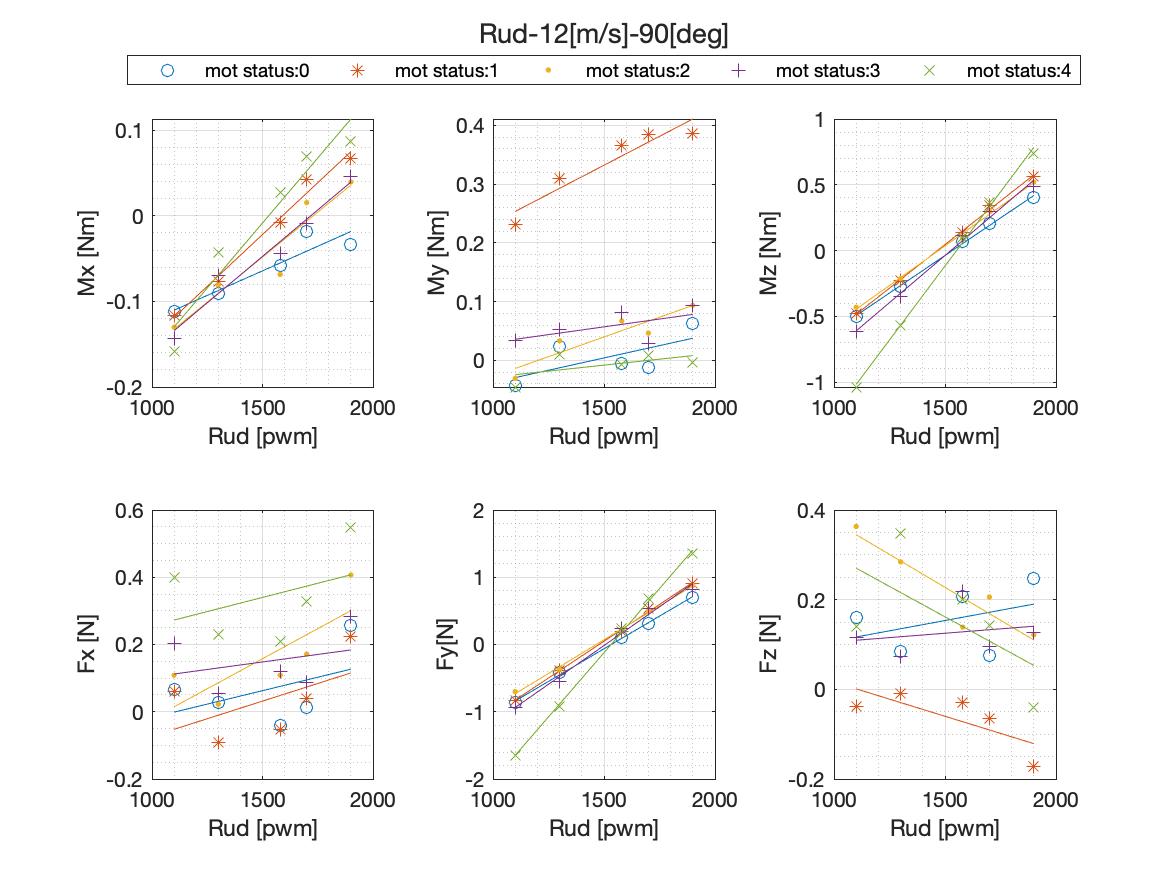 Rud-12[m/s]-90[deg]
mot status:0 mot status:1 mot status:2 mot status:3 mot status:4
0.1
0
-0.1
-0.2
Mx [Nm]
1000 1500 2000
Rud [pwm]
0.4
0.3
0.2
0.1
0
My [Nm]
1000 1500 2000
Rud [pwm]
1
0.5
0
-0.5
-1
Mz [Nm]
1000 1500 2000
Rud [pwm]
0.6
0.4
0.2
0
-0.2
Fx [N]
1000 1500 2000
Rud [pwm]
2
1
0
-1
-2
Fy[N]
1000 1500 2000
Rud [pwm]
0.4
0.2
0
-0.2
Fz [N]
1000 1500 2000
Rud [pwm]